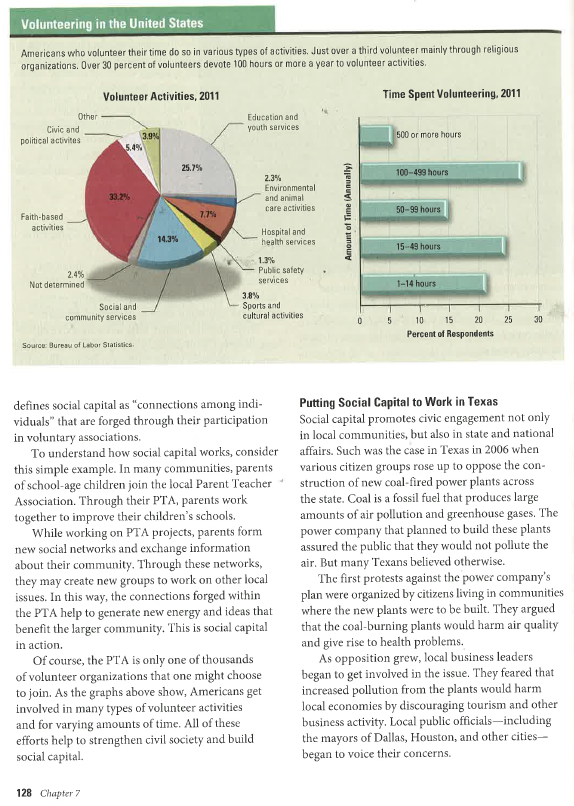 Volunteering in the United States
Americans who volunteer their time do so in various types of activities. Just over a third volunteer mainly through religious
organizations. Over 30 percent of volunteers devote 100 hours or more a year to volunteer activities.
Volunteer Activities, 2011
Other
Civic and
political activites
3.9%
5.4%
Education and
youth services
25.7%
33.2%
2.3%
Environmental
and animal
care activities
7.7%
Faith-based
activities
14.3%
Hospital and
health services
1.3%
Public safety
services
2.4%
Not determined
3.8%
Sports and
cultural activities
Social and
community services
Source: Bureau of Labor Statistics.
Time Spent Volunteering, 2011
Amount of Time (Annually)
500 or more hours
100–499 hours
50–99 hours
15–49 hours
1–14 hours
0 5 10 15 20 25 30
Percent of Respondents
defines social capital as “connections among indi-
viduals” that are forged through their participation
in voluntary associations.
To understand how social capital works, consider
this simple example. In many communities, parents
of school-age children join the local Parent Teacher
Association. Through their PTA, parents work
together to improve their children’s schools.
While working on PTA projects, parents form
new social networks and exchange information
about their community. Through these networks,
they may create new groups to work on other local
issues. In this way, the connections forged within
the PTA help to generate new energy and ideas that
benefit the larger community. This is social capital
in action.
Of course, the PTA is only one of thousands
of volunteer organizations that one might choose
to join. As the graphs above show, Americans get
involved in many types of volunteer activities
and for varying amounts of time. All of these
efforts help to strengthen civil society and build
social capital.
Putting Social Capital to Work in Texas
Social capital promotes civic engagement not only
in local communities, but also in state and national
affairs. Such was the case in Texas in 2006 when
various citizen groups rose up to oppose the con-
struction of new coal-fired power plants across
the state. Coal is a fossil fuel that produces large
amounts of air pollution and greenhouse gases. The
power company that planned to build these plants
assured the public that they would not pollute the
air. But many Texans believed otherwise.
The first protests against the power company’s
plan were organized by citizens living in communities
where the new plants were to be built. They argued
that the coal-burning plants would harm air quality
and give rise to health problems.
As opposition grew, local business leaders
began to get involved in the issue. They feared that
increased pollution from the plants would harm
local economies by discouraging tourism and other
business activity. Local public officials—including
the mayors of Dallas, Houston, and other cities—
began to voice their concerns.
128 Chapter 7